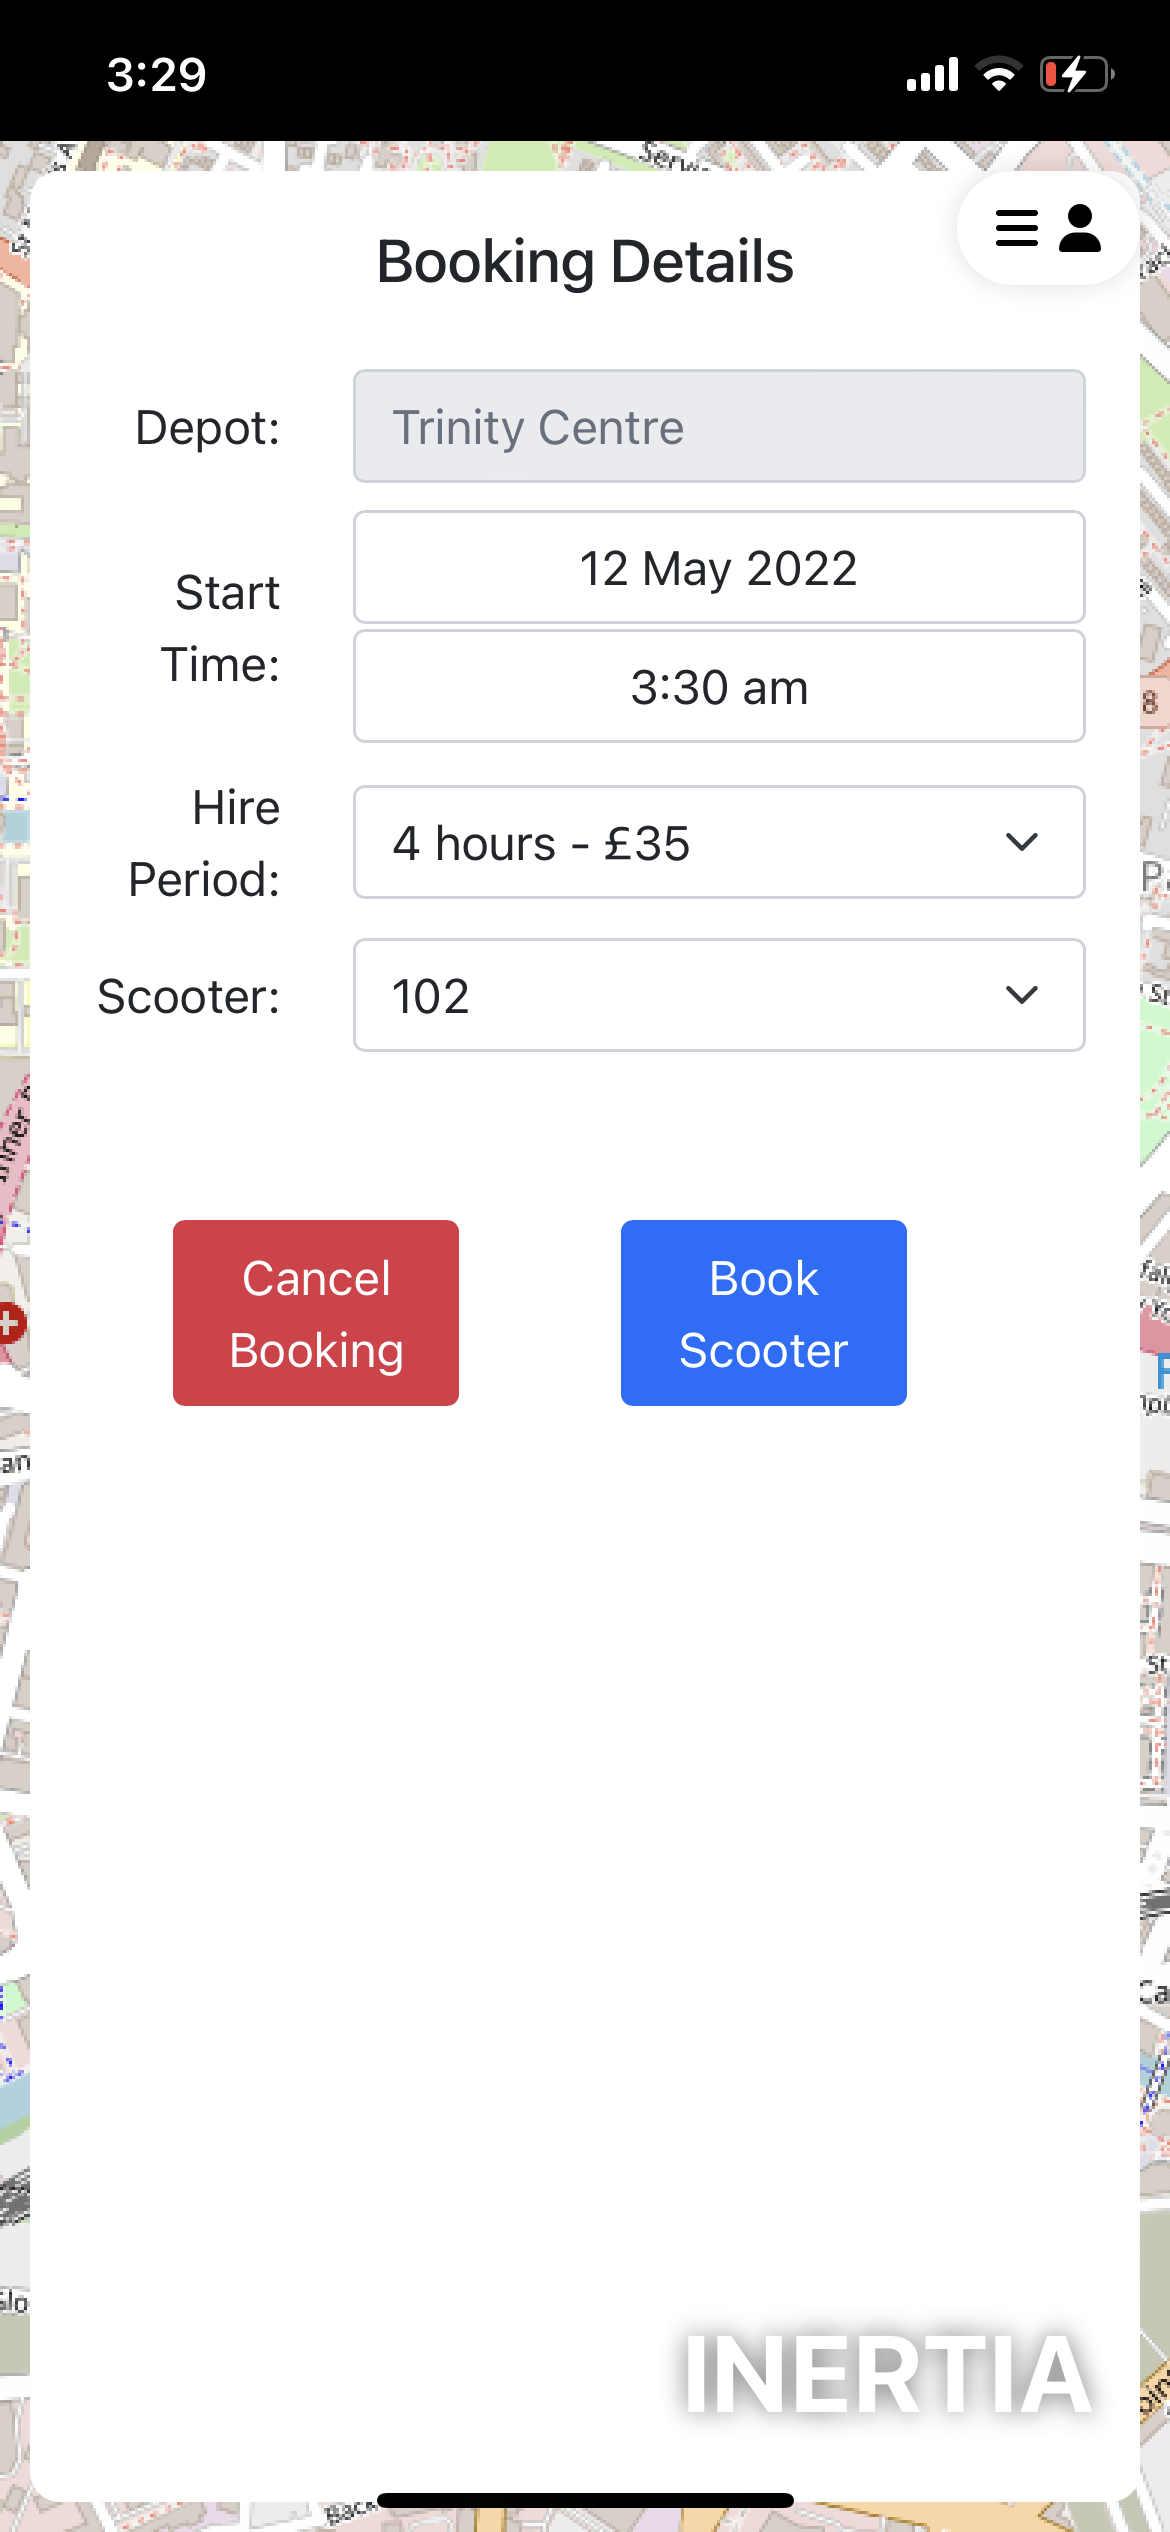 3:29
Booking Details
Depot:
Trinity Centre
Start
Time:
12 May 2022
3:30 am
Hire
Period:
4 hours - £35
Scooter:
102
Cancel
Booking
Book
Scooter
INERTIA
8